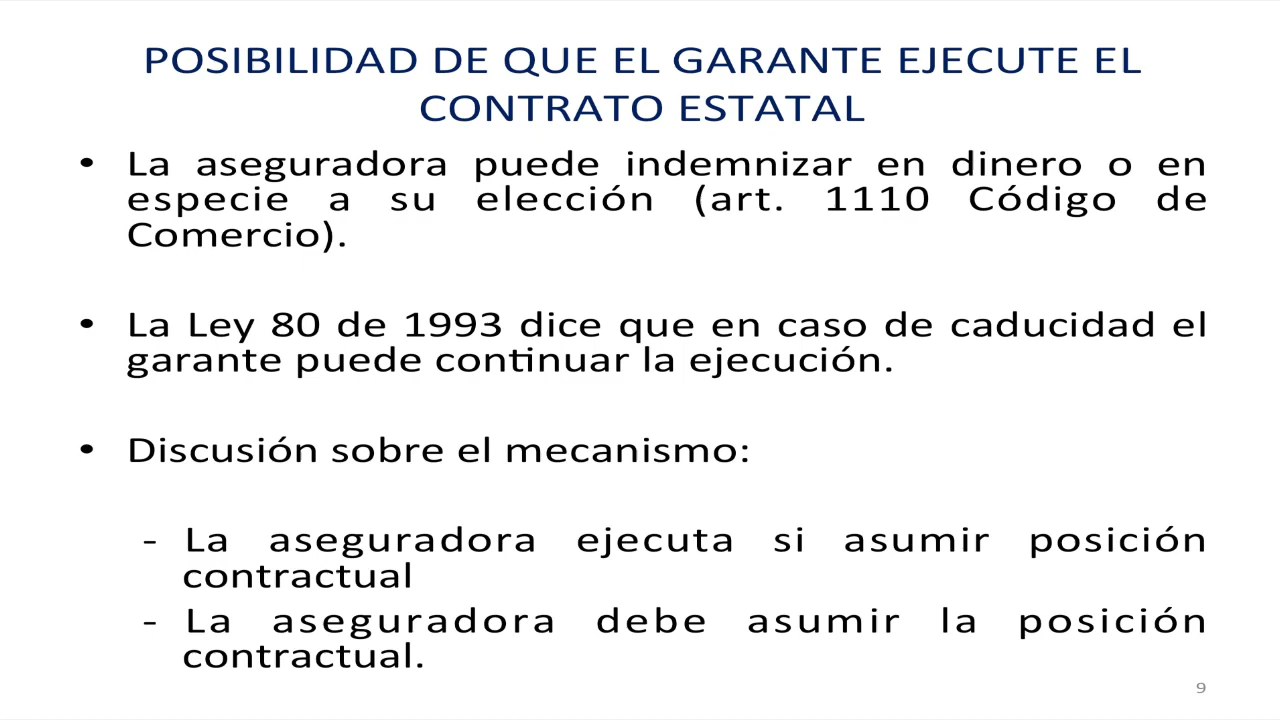 POSIBILIDAD DE QUE EL GARANTE EJECUTE EL
CONTRATO ESTATAL
• La aseguradora puede indemnizar en dinero o en
especie a su elección (art. 1110 Código de
Comercio).
• La Ley 80 de 1993 dice que en caso de caducidad el
garante puede continuar la ejecución.
• Discusión sobre el mecanismo:
- La aseguradora ejecuta si asumir posición
contractual
- La aseguradora debe asumir la posición
contractual.
9